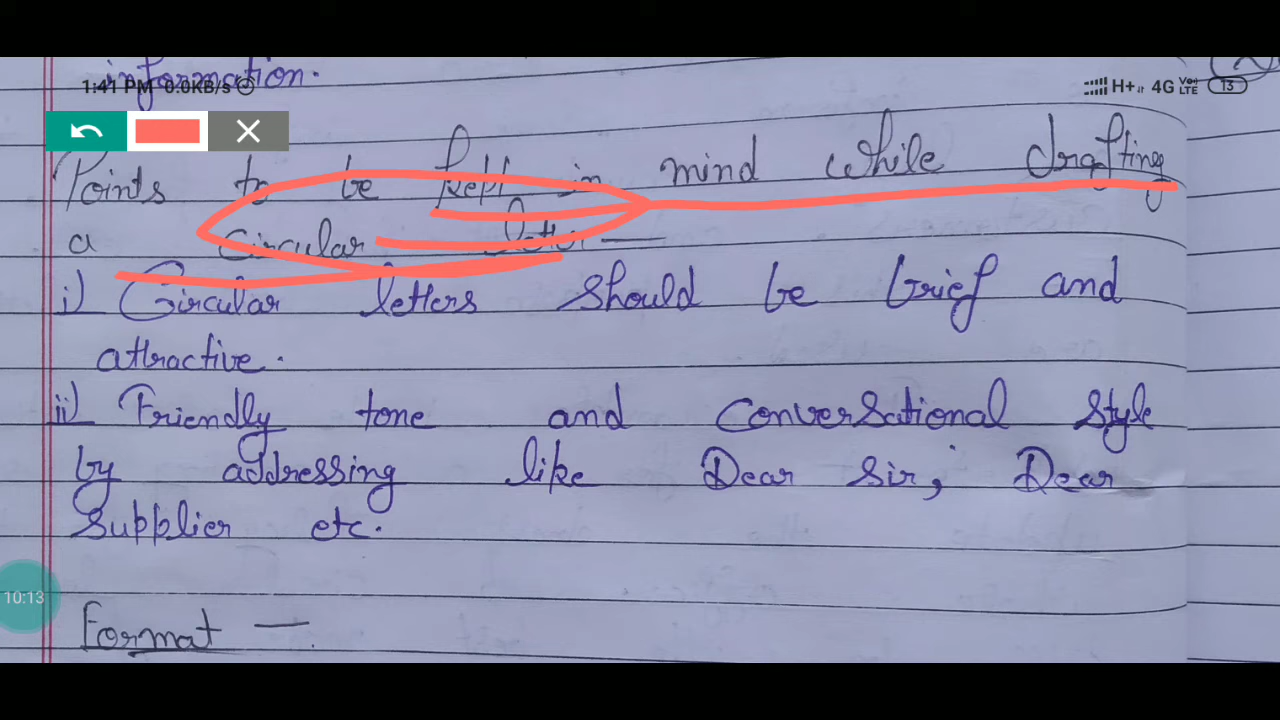 information.
1:41 PM 0.0KB/s
H+ 4G VoLTE 13
Points to be kept in mind while drafting
a Circular letter —
i) Circular letters should be brief and
attractive.
ii) Friendly tone and Conversational Style
by addressing like Dear Sir, Dear
Supplier etc.
10:13
Format —